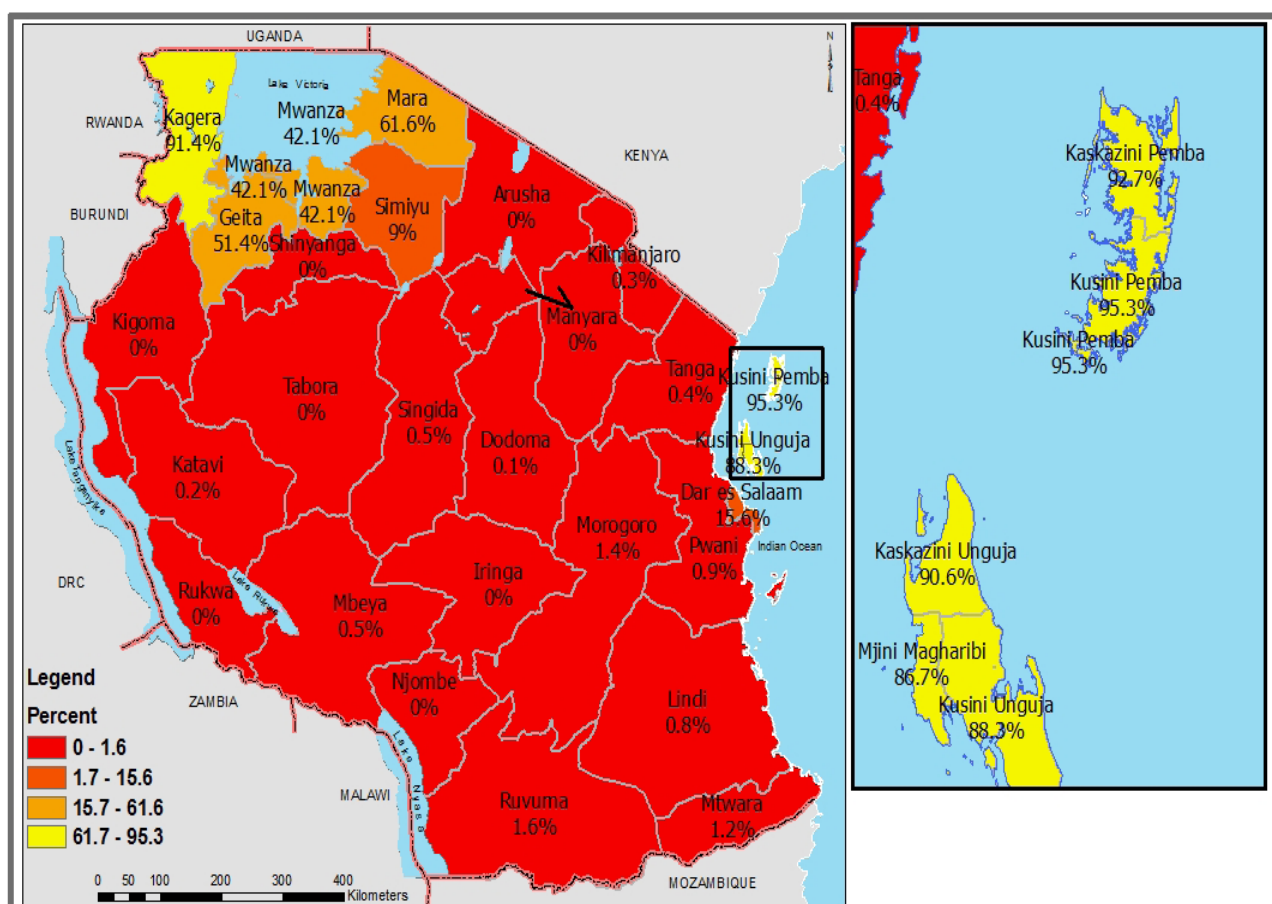 UGANDA
N
Lake Victoria
Mara
61.6%
Kagera
91.4%
Mwanza
42.1%
RWANDA
KENYA
Mwanza
42.1%
Mwanza
42.1%
Arusha
0%
BURUNDI
Geita
51.4%
Simiyu
9%
Shinyanga
0%
Kilimanjaro
0.3%
Kigoma
0%
Manyara
0%
Tabora
0%
Singida
0.5%
Dodoma
0.1%
Tanga
0.4%
Kusini Pemba
95.3%
Kusini Unguja
88.3%
Katavi
0.2%
Dar es Salaam
15.6%
Morogoro
1.4%
Pwani
0.9%
Indian Ocean
DRC
Rukwa
0%
Lake Rukwa
Mbeya
0.5%
Iringa
0%
ZAMBIA
Njombe
0%
Lindi
0.8%
Lake Nyasa
MALAWI
Ruvuma
1.6%
Mtwara
1.2%
MOZAMBIQUE
Legend
Percent
0 - 1.6
1.7 - 15.6
15.7 - 61.6
61.7 - 95.3
0 50 100 200 300 400
Kilometers
Tanga
0.4%
Kaskazini Pemba
92.7%
Kusini Pemba
95.3%
Kusini Pemba
95.3%
Kaskazini Unguja
90.6%
Mjini Magharibi
86.7%
Kusini Unguja
88.3%